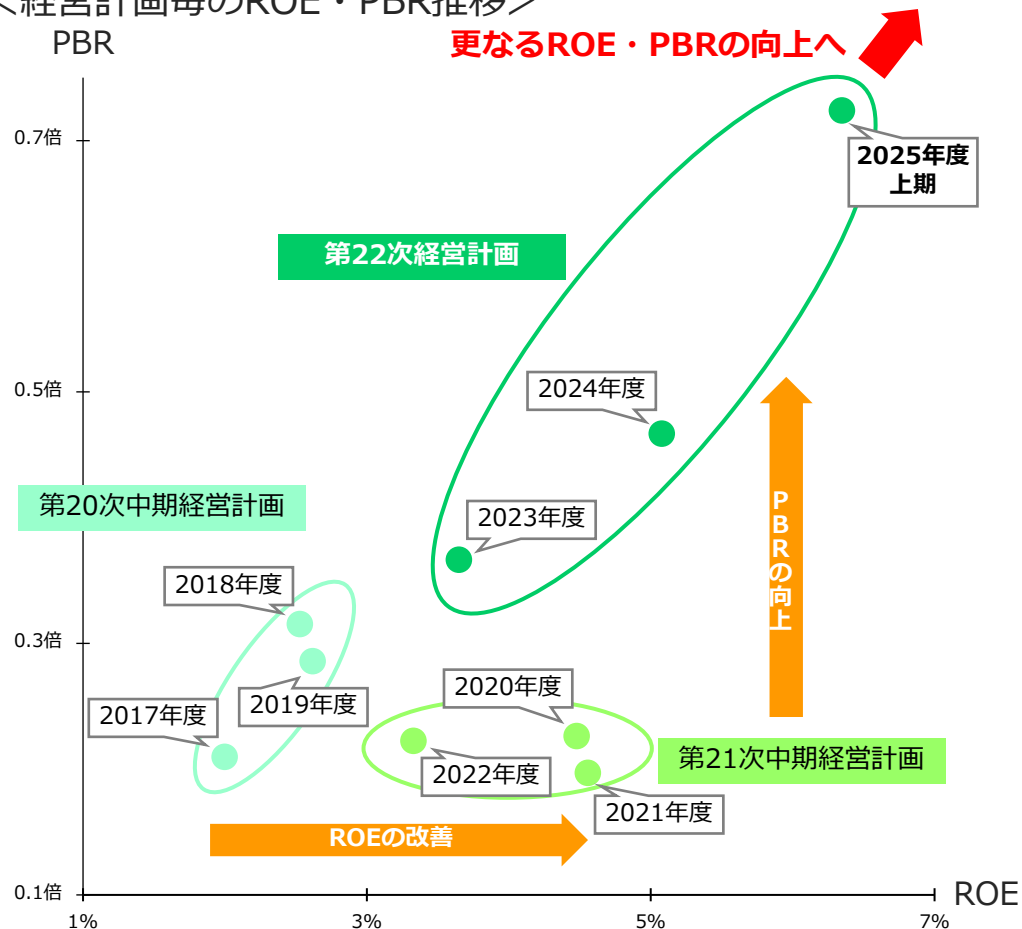 ＜経営計画毎のROE・PBR推移＞
PBR
更なるROE・PBRの向上へ
0.7倍
2025年度
上期
第22次経営計画
0.5倍
2024年度
第20次中期経営計画
2023年度
PBRの向上
2018年度
0.3倍
2019年度
2017年度
2020年度
2022年度
第21次中期経営計画
2021年度
ROEの改善
0.1倍
ROE
1%
3%
5%
7%